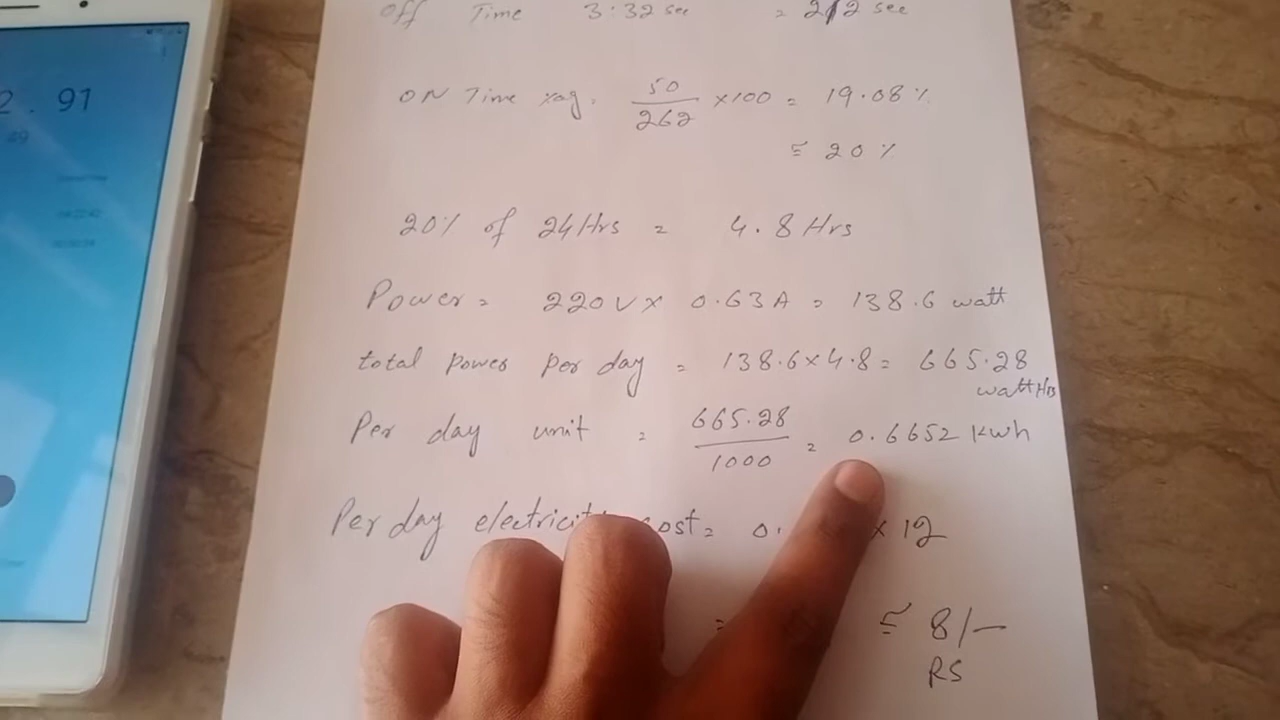 2.91
49
Off Time 3:32 sec = 212 sec
ON Time %ag. 50/262 ×100 = 19.08%
≅ 20%
20% of 24Hrs = 4.8 Hrs
Power = 220V × 0.63A = 138.6 watt
total power per day = 138.6×4.8 = 665.28
wattHrs
Per day unit = 665.28/1000 = 0.6652 kwh
Per day electricity cost = 0. × 12
= ≅ 8/-
RS